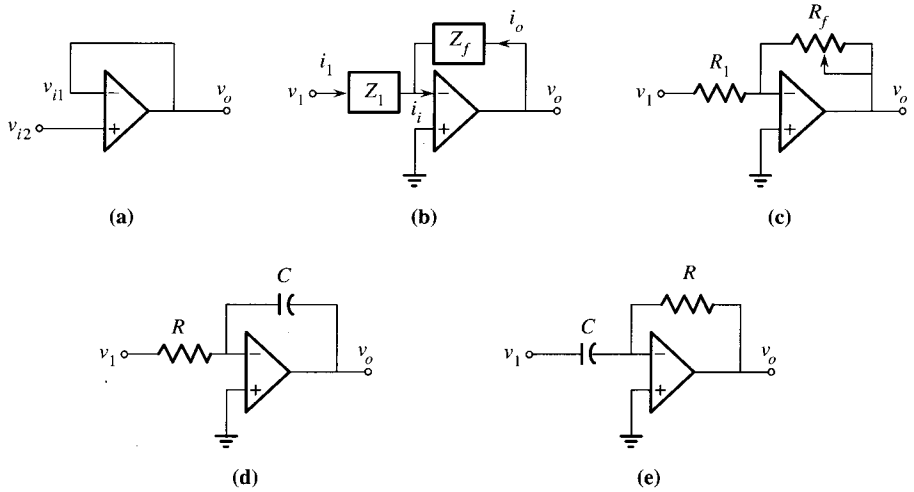 v_{i1}
v_{i2}
v_o
−
+
(a)
i_1
v_1
Z_1
Z_f
i_o
i_i
v_o
−
+
(b)
R_f
R_1
v_1
v_o
−
+
(c)
C
R
v_1
v_o
−
+
(d)
R
C
v_1
v_o
−
+
(e)